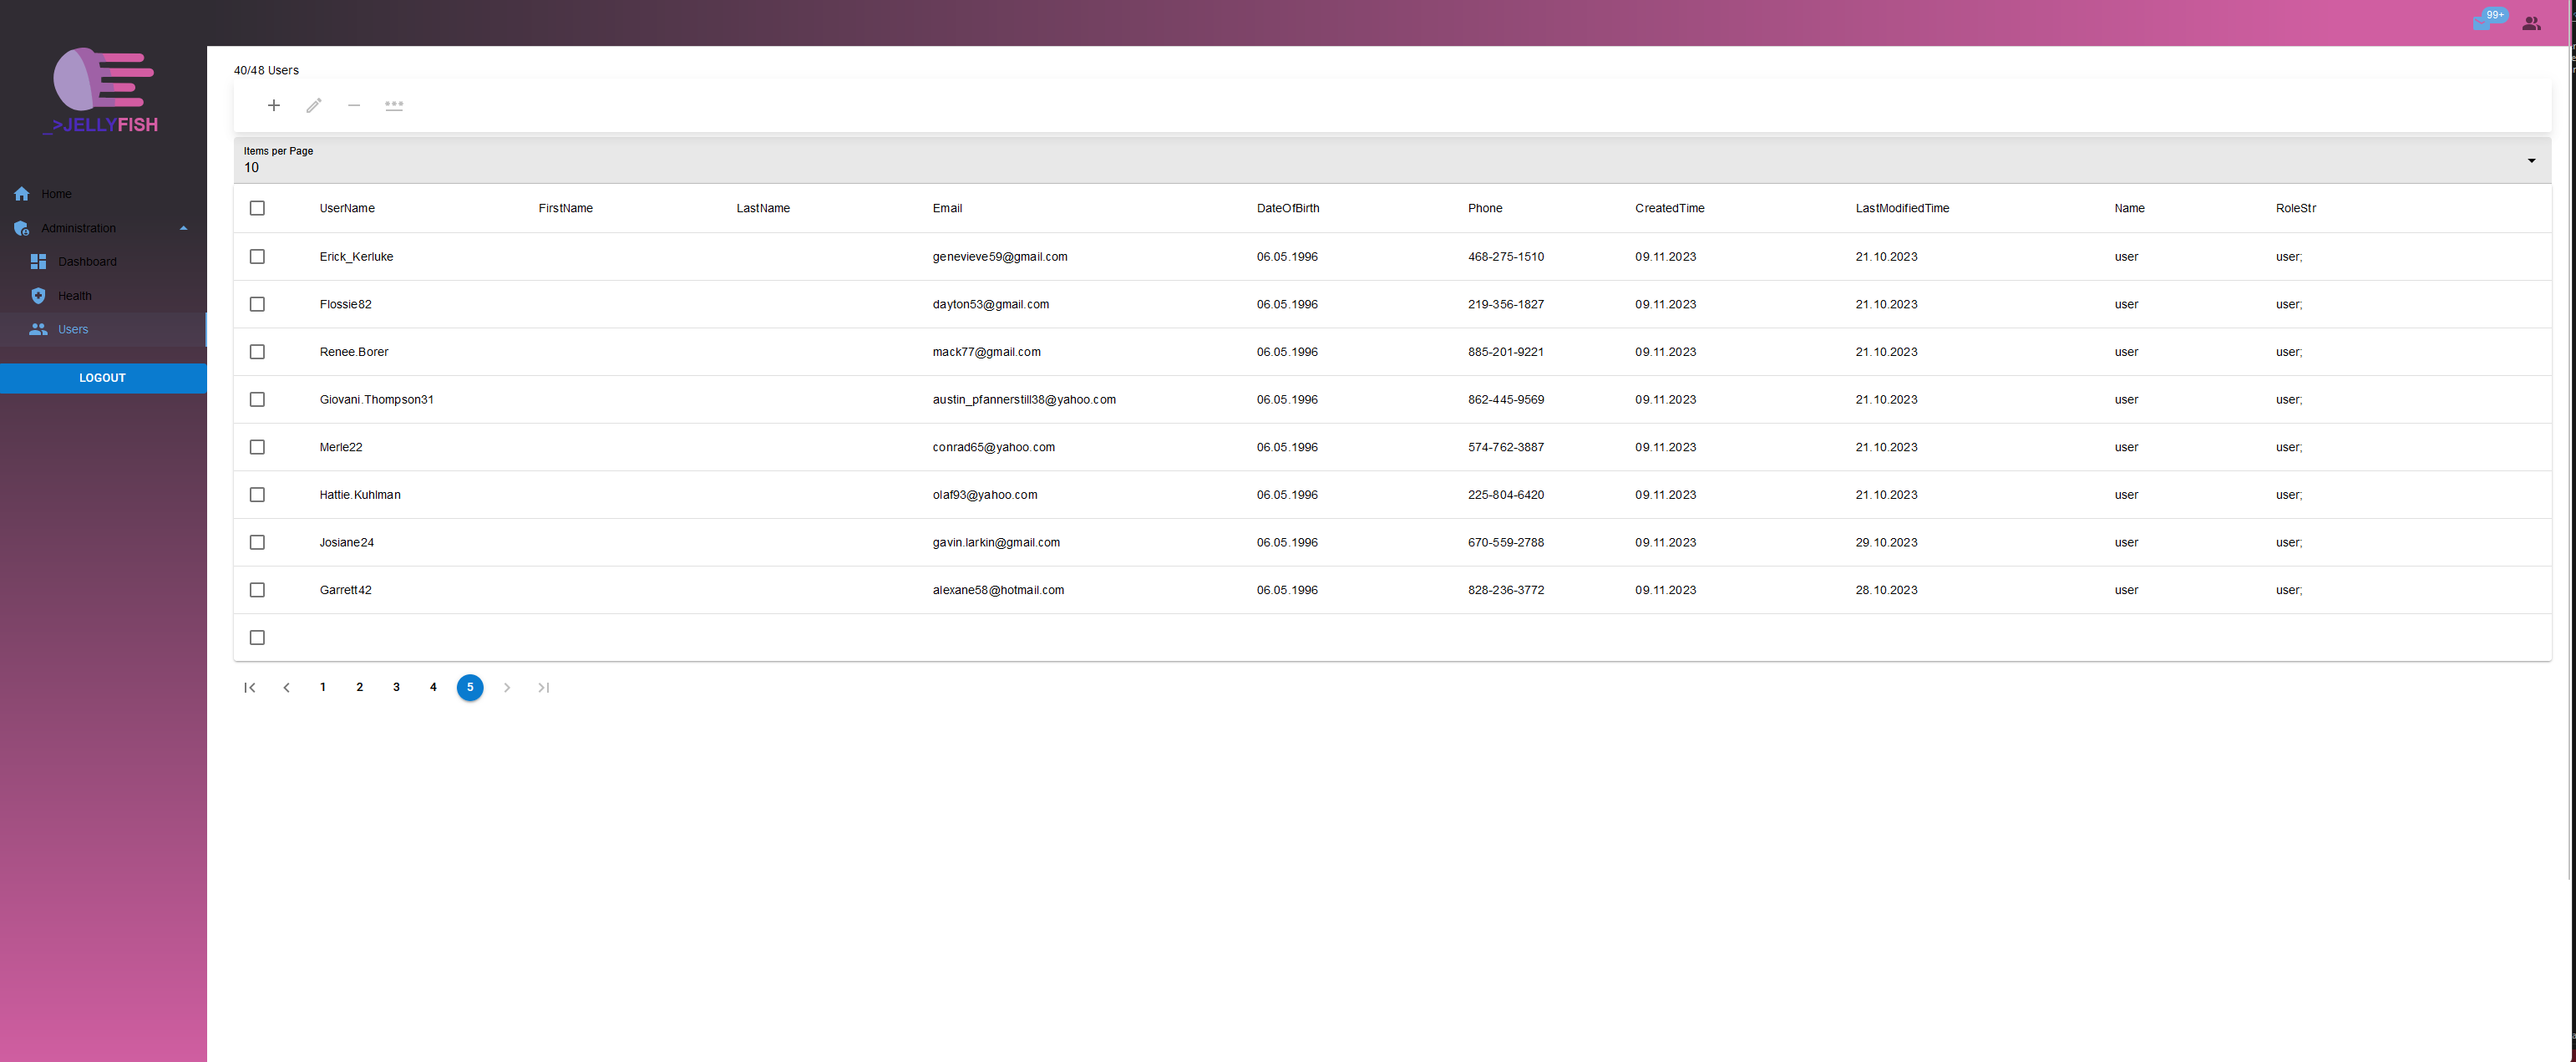 99+
_>JELLYFISH
Home
Administration
Dashboard
Health
Users
LOGOUT
40/48 Users
Items per Page
10
UserName FirstName LastName Email DateOfBirth Phone CreatedTime LastModifiedTime Name RoleStr
Erick_Kerluke genevieve59@gmail.com 06.05.1996 468-275-1510 09.11.2023 21.10.2023 user user;
Flossie82 dayton53@gmail.com 06.05.1996 219-356-1827 09.11.2023 21.10.2023 user user;
Renee.Borer mack77@gmail.com 06.05.1996 885-201-9221 09.11.2023 21.10.2023 user user;
Giovani.Thompson31 austin_pfannerstill38@yahoo.com 06.05.1996 862-445-9569 09.11.2023 21.10.2023 user user;
Merle22 conrad65@yahoo.com 06.05.1996 574-762-3887 09.11.2023 21.10.2023 user user;
Hattie.Kuhlman olaf93@yahoo.com 06.05.1996 225-804-6420 09.11.2023 21.10.2023 user user;
Josiane24 gavin.larkin@gmail.com 06.05.1996 670-559-2788 09.11.2023 29.10.2023 user user;
Garrett42 alexane58@hotmail.com 06.05.1996 828-236-3772 09.11.2023 28.10.2023 user user;
1 2 3 4 5